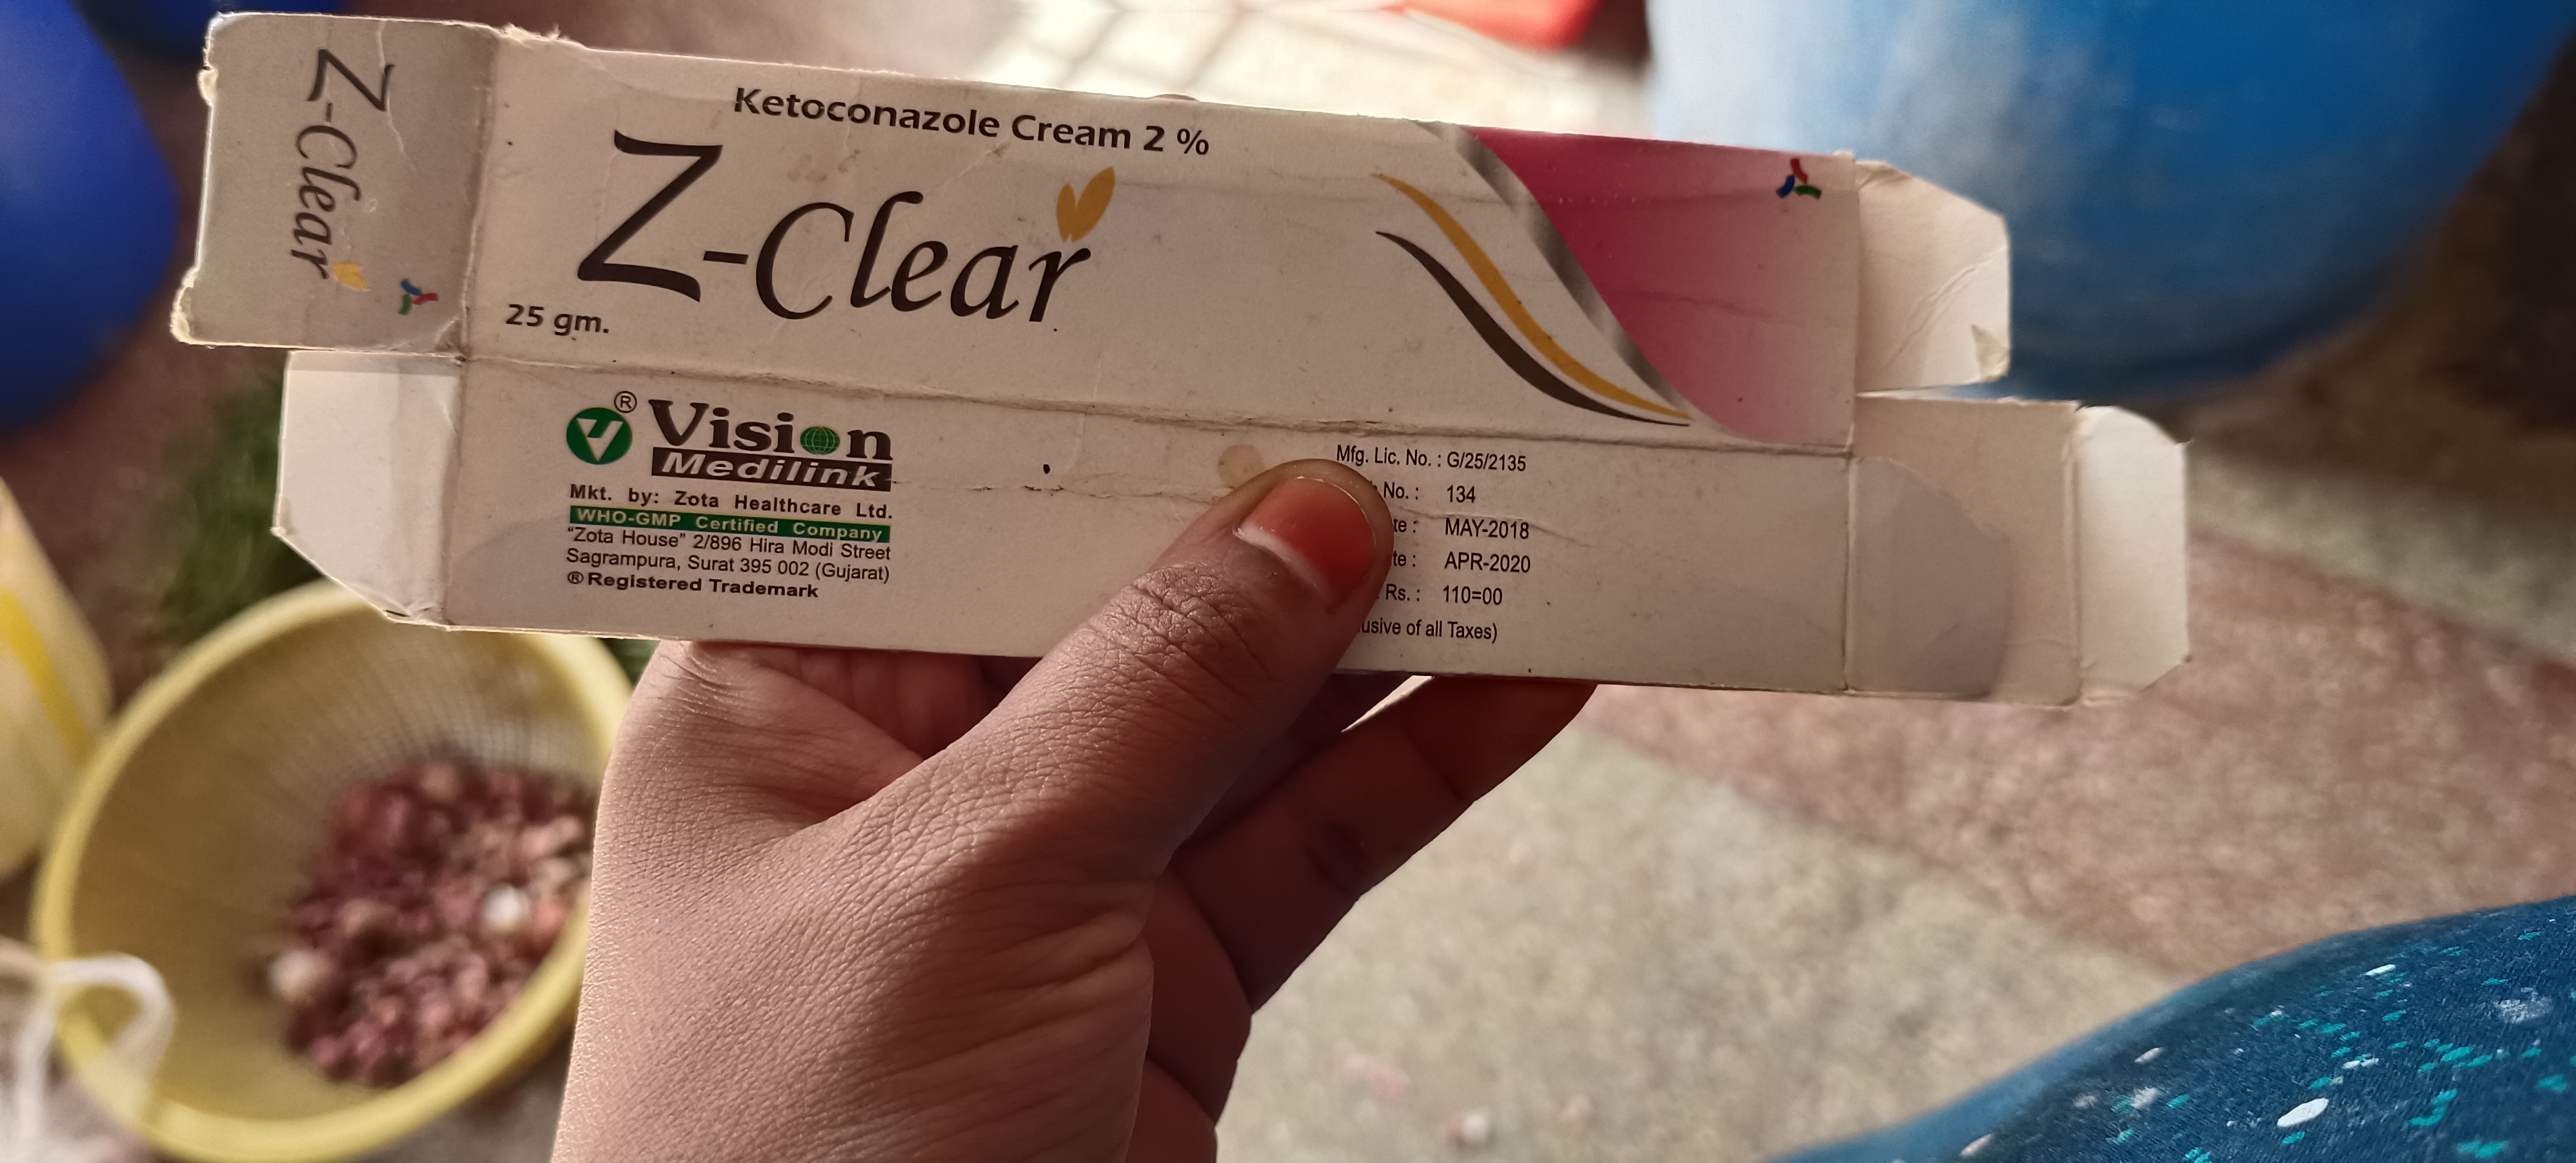 Z-Clear
Ketoconazole Cream 2 %
Z-Clear
25 gm.
® Vision
Medilink
Mkt. by: Zota Healthcare Ltd.
WHO-GMP Certified Company
"Zota House" 2/896 Hira Modi Street
Sagrampura, Surat 395 002 (Gujarat)
® Registered Trademark
Mfg. Lic. No. : G/25/2135
No. : 134
te : MAY-2018
te : APR-2020
Rs. : 110=00
usive of all Taxes)